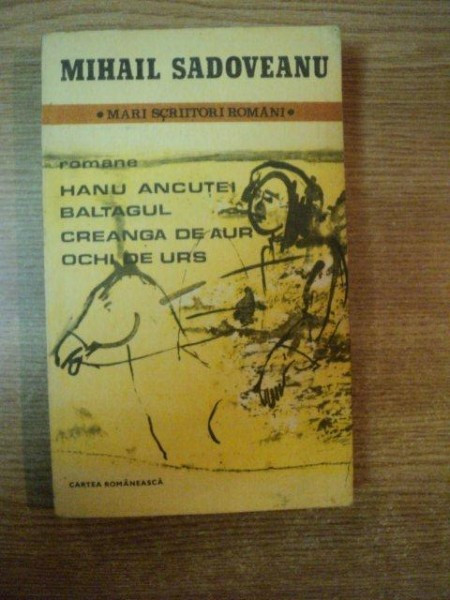 MIHAIL SADOVEANU
• MARI SCRIITORI ROMÂNI •
romane
HANU ANCUȚEI
BALTAGUL
CREANGA DE AUR
OCHI DE URS
CARTEA ROMÂNEASCĂ